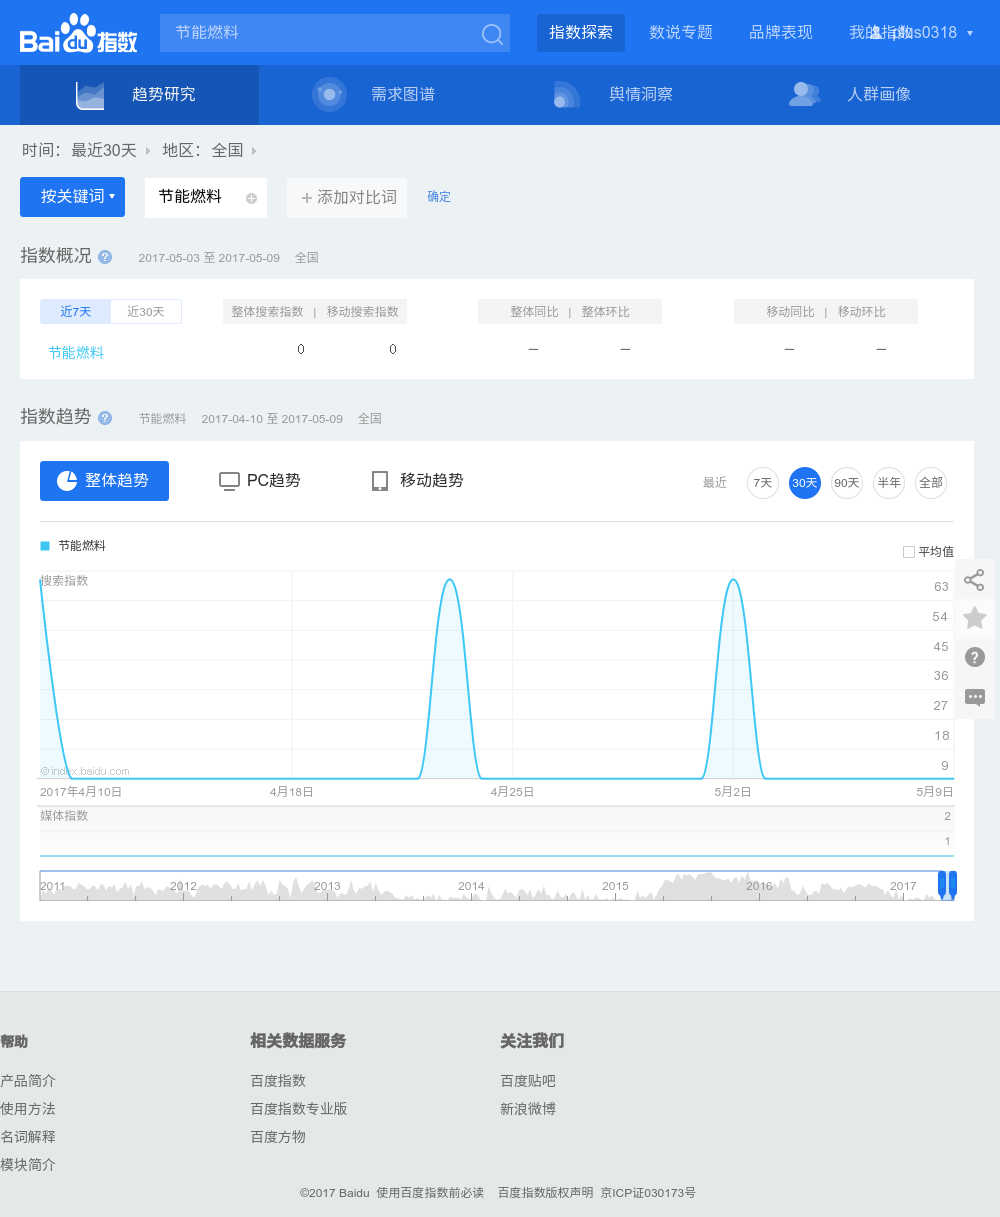 Bai du 指数 节能燃料 指数探索 数说专题 品牌表现 我的指数 plus0318
趋势研究 需求图谱 舆情洞察 人群画像
时间： 最近30天 地区： 全国
按关键词 节能燃料 添加对比词 确定
指数概况 ? 2017-05-03 至 2017-05-09 全国
近7天 近30天 整体搜索指数 | 移动搜索指数 整体同比 | 整体环比 移动同比 | 移动环比
节能燃料 0 0 – – – –
指数趋势 ? 节能燃料 2017-04-10 至 2017-05-09 全国
整体趋势 PC趋势 移动趋势 最近 7天 30天 90天 半年 全部
节能燃料
平均值
搜索指数
63
54
45
36
27
18
9
©index.baidu.com
2017年4月10日 4月18日 4月25日 5月2日 5月9日
媒体指数 2
1
2011 2012 2013 2014 2015 2016 2017
帮助 相关数据服务 关注我们
产品简介 百度指数 百度贴吧
使用方法 百度指数专业版 新浪微博
名词解释 百度方物
模块简介
©2017 Baidu 使用百度指数前必读 百度指数版权声明 京ICP证030173号